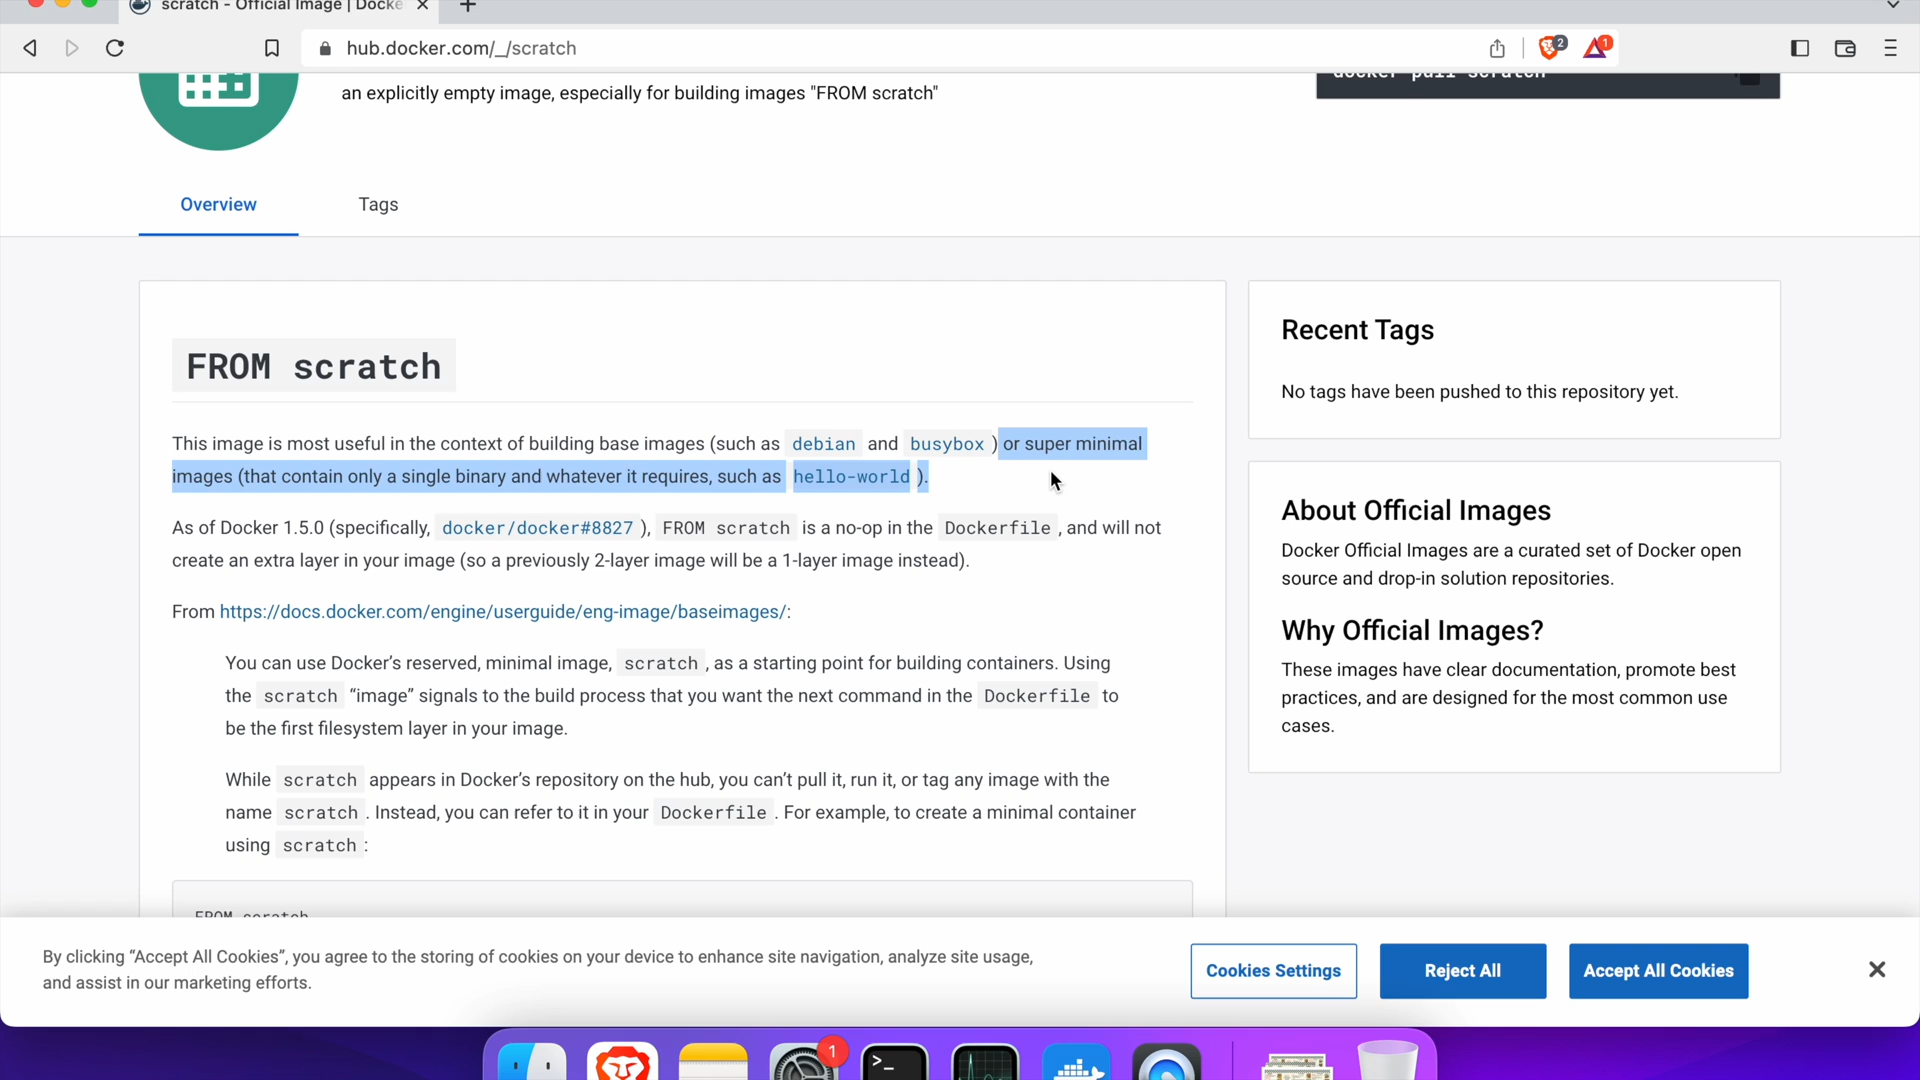 scratch - Official Image | Docke
hub.docker.com/_/scratch
2
1
an explicitly empty image, especially for building images "FROM scratch"
docker pull scratch
Overview
Tags
FROM scratch
This image is most useful in the context of building base images (such as debian and busybox ) or super minimal
images (that contain only a single binary and whatever it requires, such as hello-world ).
As of Docker 1.5.0 (specifically, docker/docker#8827 ), FROM scratch is a no-op in the Dockerfile , and will not
create an extra layer in your image (so a previously 2-layer image will be a 1-layer image instead).
From https://docs.docker.com/engine/userguide/eng-image/baseimages/:
You can use Docker’s reserved, minimal image, scratch , as a starting point for building containers. Using
the scratch “image” signals to the build process that you want the next command in the Dockerfile to
be the first filesystem layer in your image.
While scratch appears in Docker’s repository on the hub, you can’t pull it, run it, or tag any image with the
name scratch . Instead, you can refer to it in your Dockerfile . For example, to create a minimal container
using scratch :
FROM scratch
Recent Tags
No tags have been pushed to this repository yet.
About Official Images
Docker Official Images are a curated set of Docker open
source and drop-in solution repositories.
Why Official Images?
These images have clear documentation, promote best
practices, and are designed for the most common use
cases.
By clicking “Accept All Cookies”, you agree to the storing of cookies on your device to enhance site navigation, analyze site usage,
and assist in our marketing efforts.
Cookies Settings
Reject All
Accept All Cookies
1